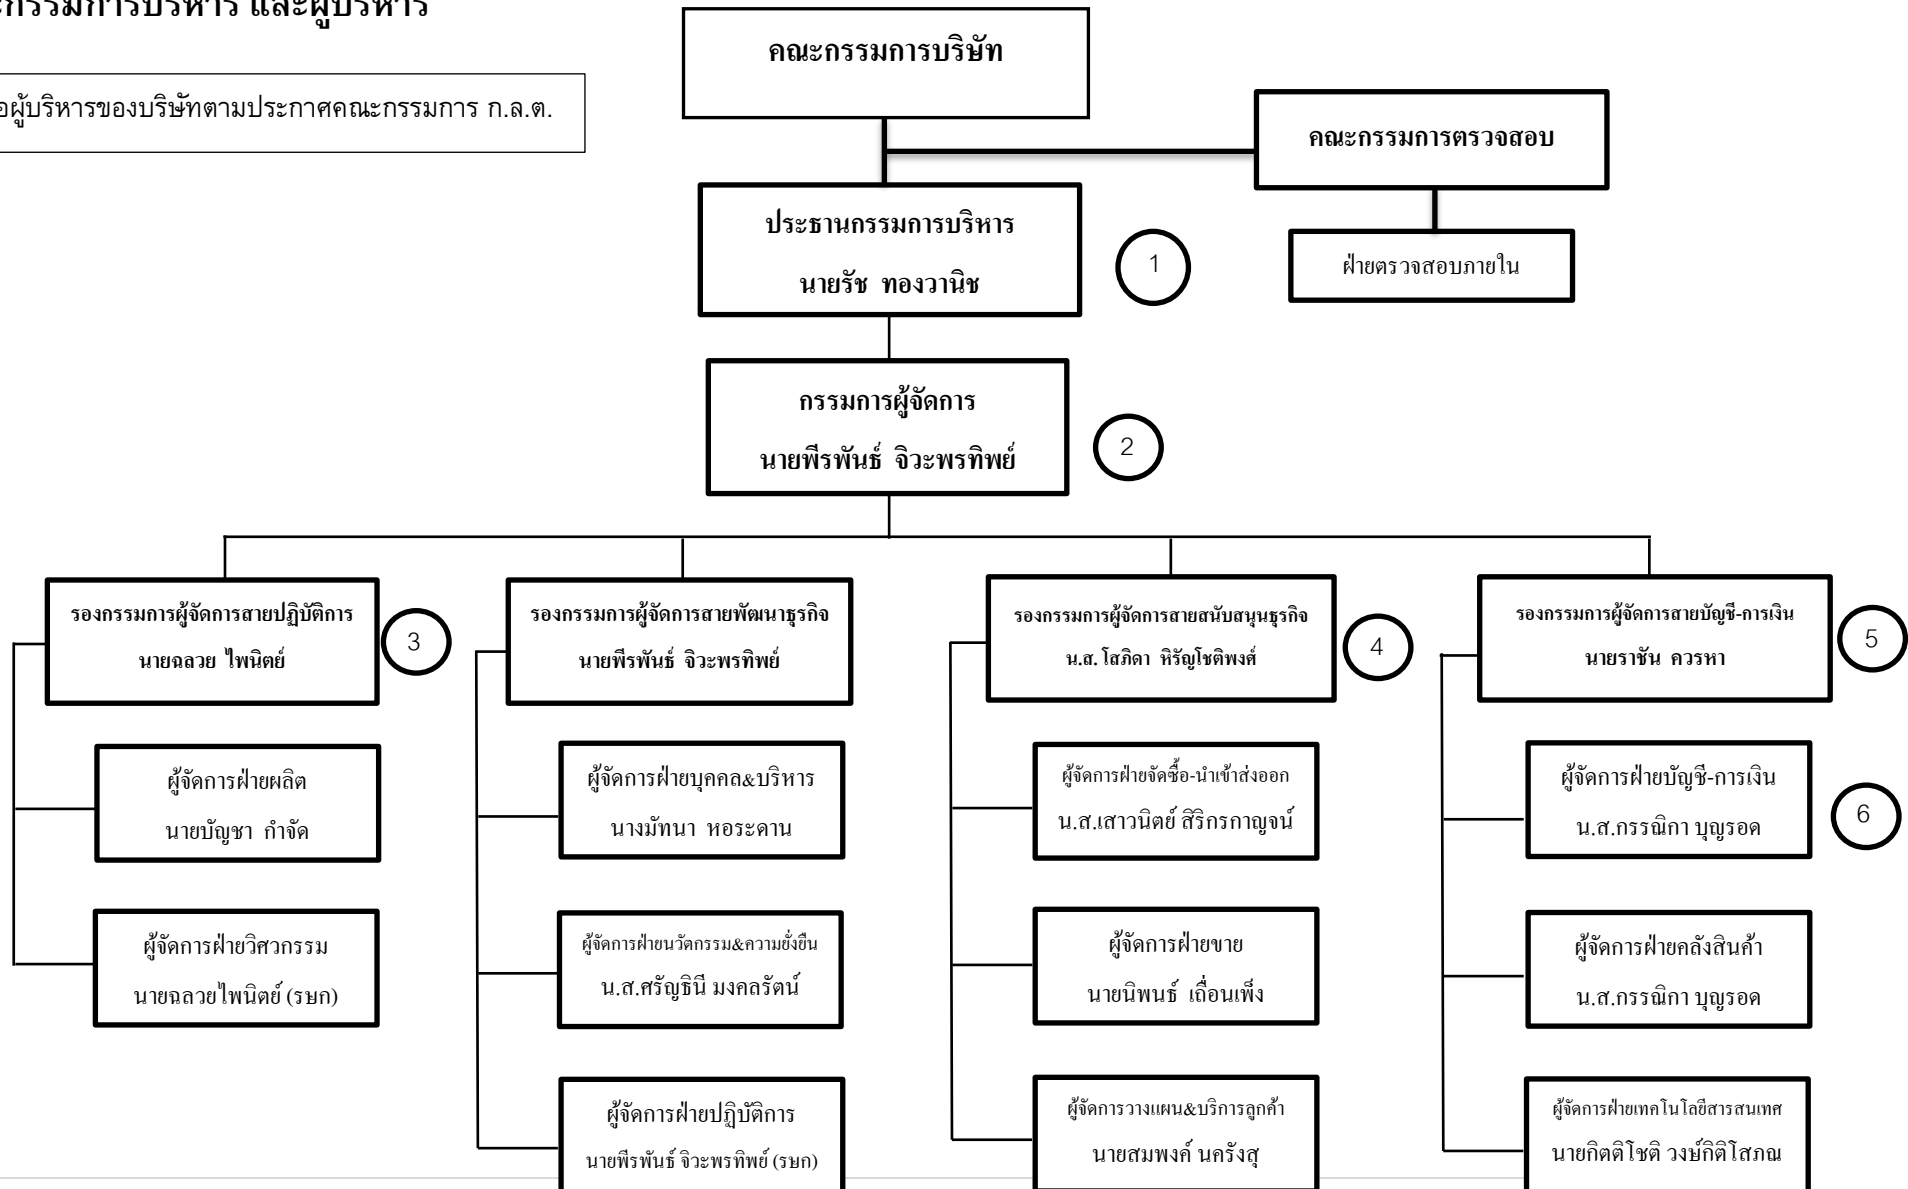 กรรมการบริหาร และผู้บริหาร
ผู้บริหารของบริษัทตามประกาศคณะกรรมการ ก.ล.ต.
คณะกรรมการบริษัท
คณะกรรมการตรวจสอบ
ฝ่ายตรวจสอบภายใน
ประธานกรรมการบริหาร
นายรัช ทองวานิช
1
กรรมการผู้จัดการ
นายพีรพันธ์ จิวะพรทิพย์
2
รองกรรมการผู้จัดการสายปฏิบัติการ
นายฉลวย ไพนิตย์
3
ผู้จัดการฝ่ายผลิต
นายบัญชา กำจัด
ผู้จัดการฝ่ายวิศวกรรม
นายฉลวยไพนิตย์ (รษก)
รองกรรมการผู้จัดการสายพัฒนาธุรกิจ
นายพีรพันธ์ จิวะพรทิพย์
ผู้จัดการฝ่ายบุคคล&บริหาร
นางมัทนา หอระดาน
ผู้จัดการฝ่ายนวัตกรรม&ความยั่งยืน
น.ส.ศรัญธินี มงคลรัตน์
ผู้จัดการฝ่ายปฏิบัติการ
นายพีรพันธ์ จิวะพรทิพย์ (รษก)
รองกรรมการผู้จัดการสายสนับสนุนธุรกิจ
น.ส. โสภิดา หิรัญโชติพงศ์
4
ผู้จัดการฝ่ายจัดซื้อ-นำเข้าส่งออก
น.ส.เสาวนิตย์ สิริกรกาญจน์
ผู้จัดการฝ่ายขาย
นายนิพนธ์ เถื่อนเพ็ง
ผู้จัดการวางแผน&บริการลูกค้า
นายสมพงค์ นครังสุ
รองกรรมการผู้จัดการสายบัญชี-การเงิน
นายราชัน ควรหา
5
ผู้จัดการฝ่ายบัญชี-การเงิน
น.ส.กรรณิกา บุญรอด
6
ผู้จัดการฝ่ายคลังสินค้า
น.ส.กรรณิกา บุญรอด
ผู้จัดการฝ่ายเทคโนโลยีสารสนเทศ
นายกิตติโชติ วงษ์กิติโสภณ